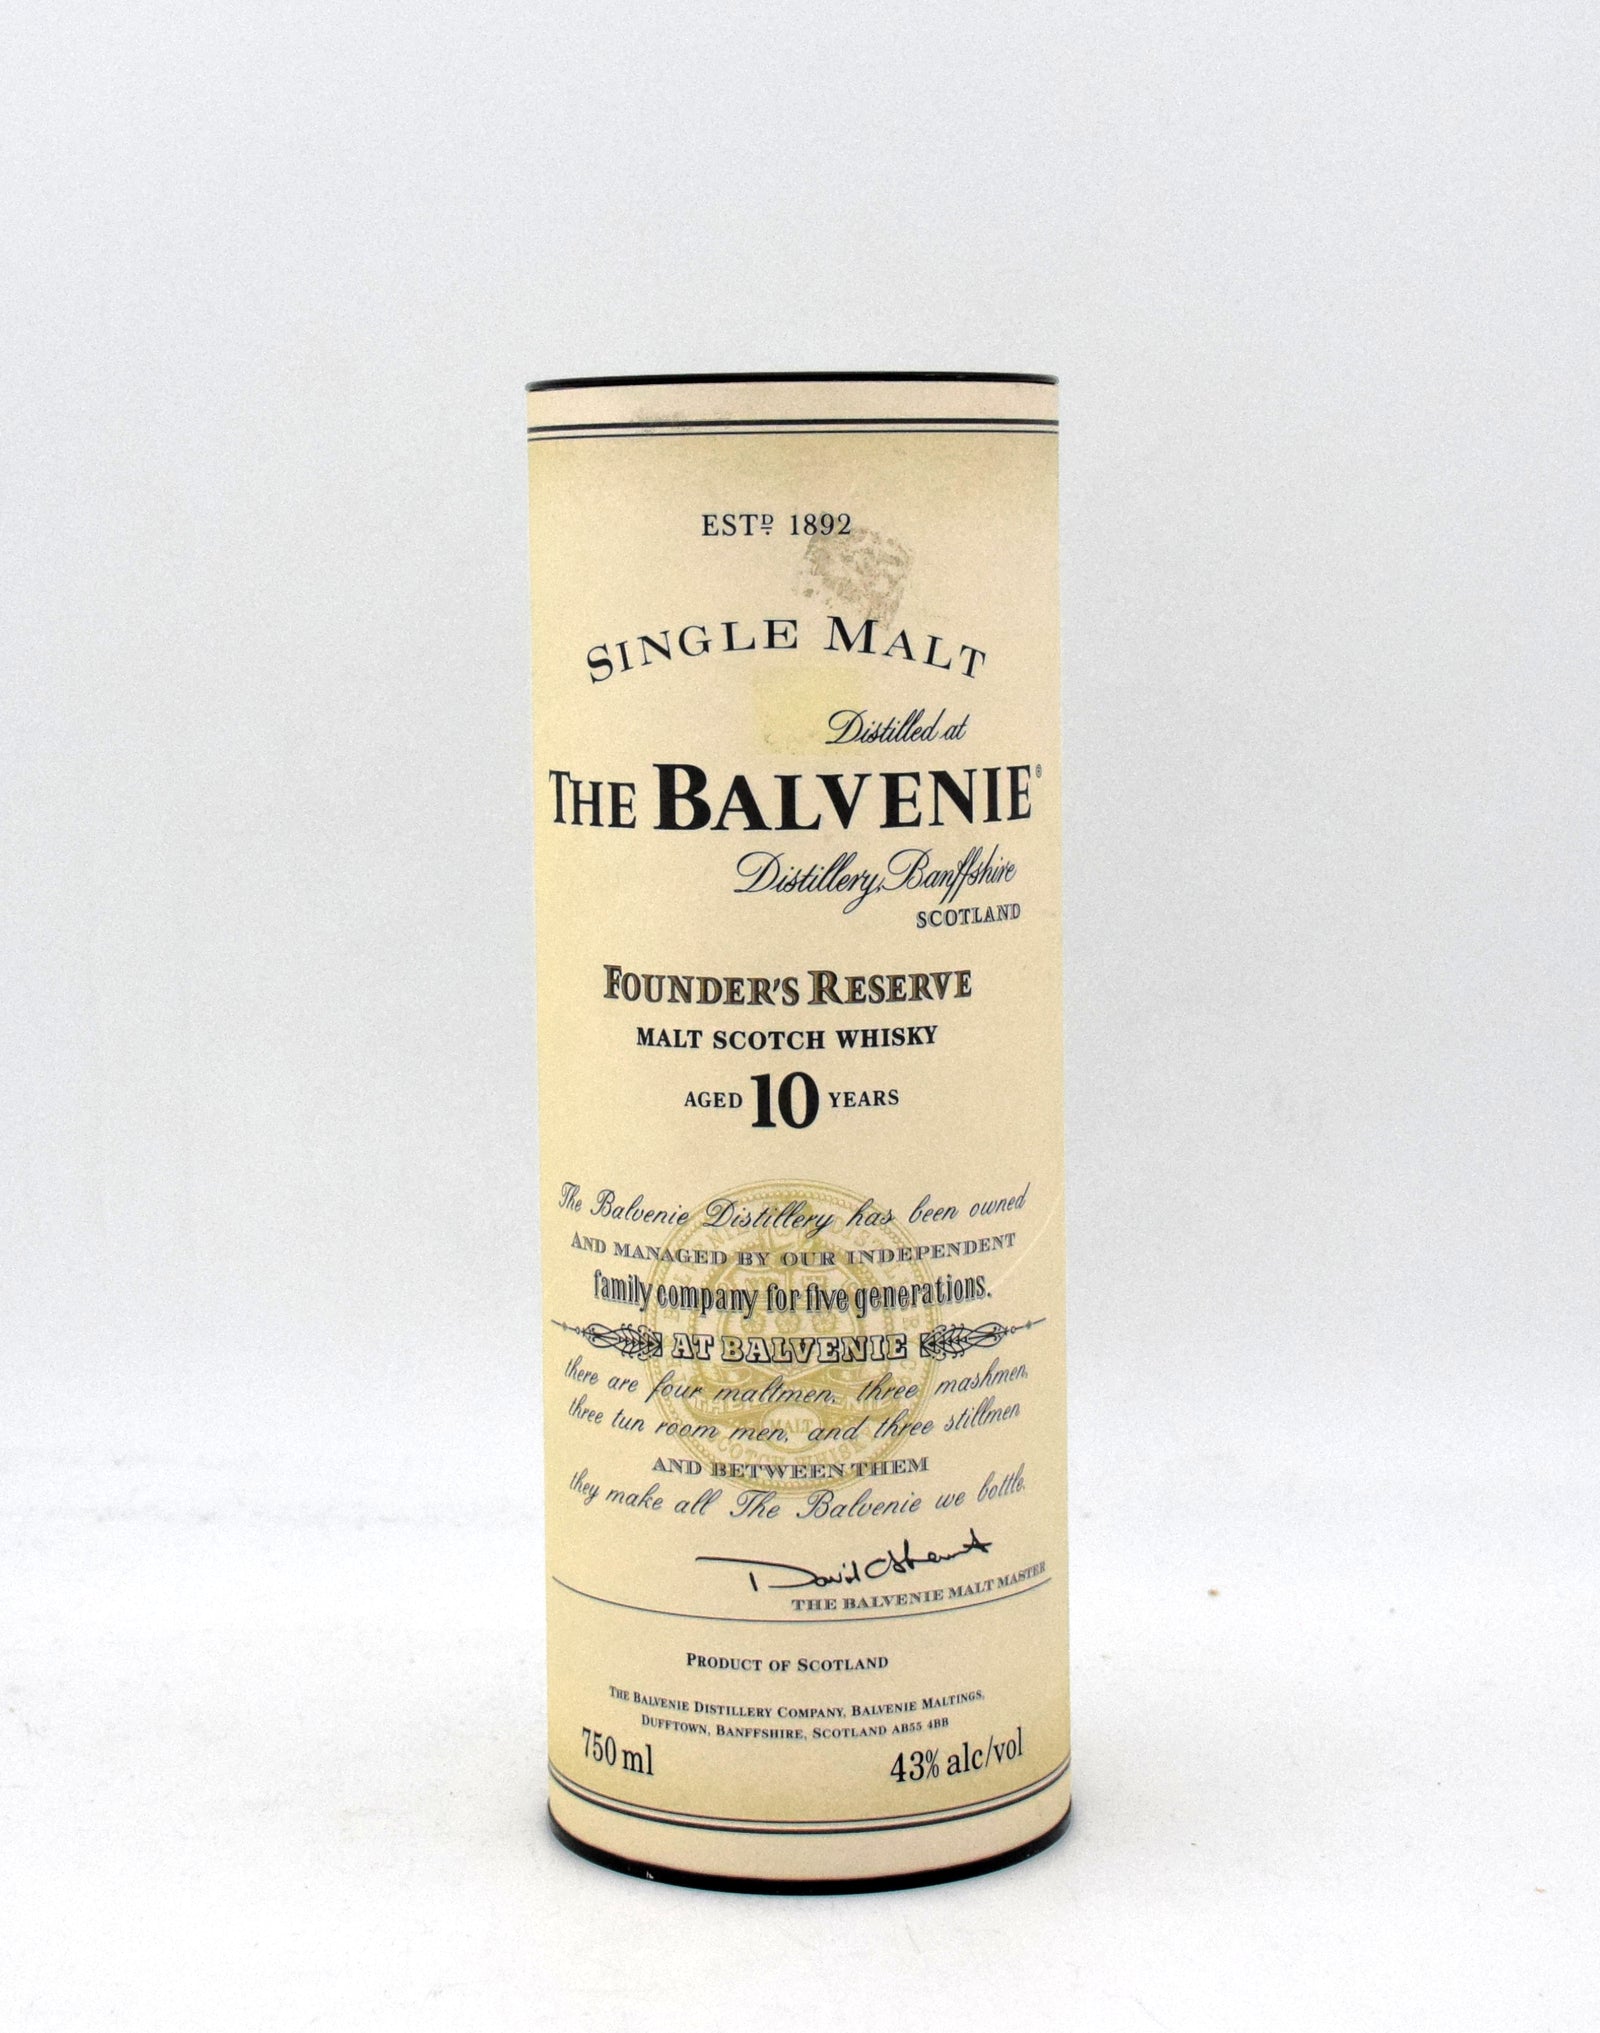 ESTD 1892
SINGLE MALT
Distilled at
THE BALVENIE®
Distillery, Banffshire
SCOTLAND
FOUNDER'S RESERVE
MALT SCOTCH WHISKY
AGED 10 YEARS
The Balvenie Distillery has been owned
AND MANAGED BY OUR INDEPENDENT
family company for five generations.
AT BALVENIE
there are four maltmen, three mashmen,
three tun room men, and three stillmen
AND BETWEEN THEM
they make all The Balvenie we bottle.
David C Stewart
THE BALVENIE MALT MASTER
PRODUCT OF SCOTLAND
THE BALVENIE DISTILLERY COMPANY, BALVENIE MALTINGS,
DUFFTOWN, BANFFSHIRE, SCOTLAND AB55 4BB
750 ml
43% alc/vol